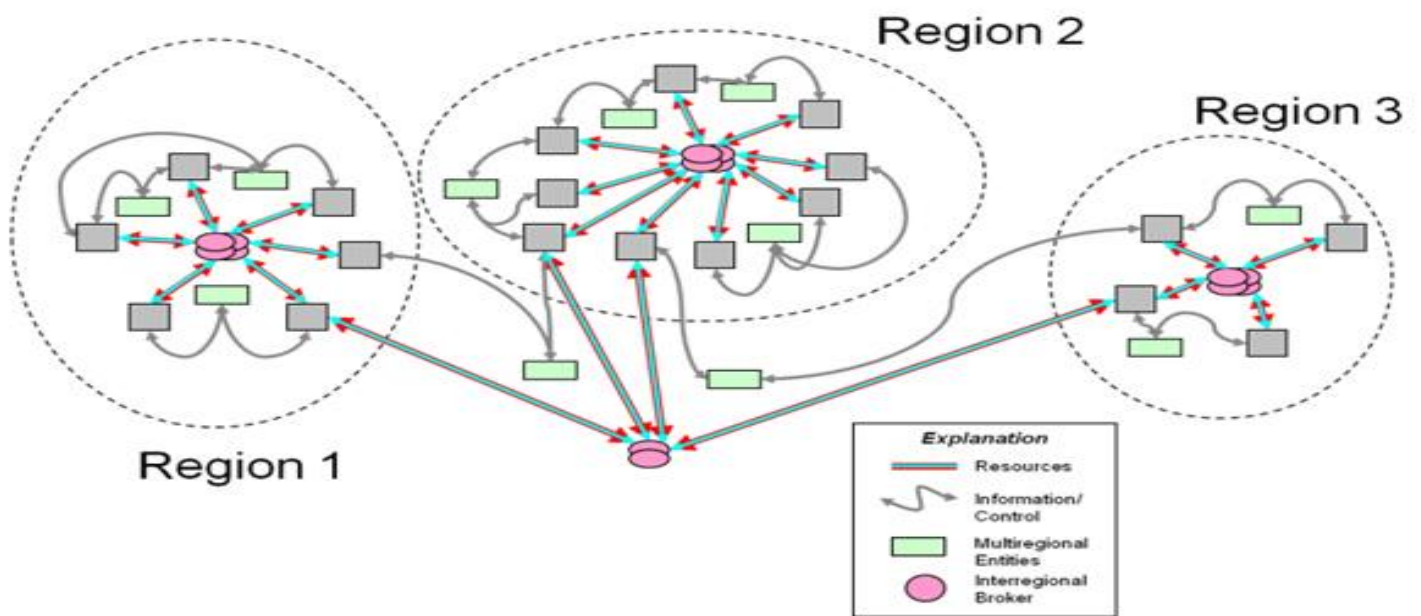 Region 2
Region 3
Region 1
Explanation
Resources
Information/
Control
Multiregional
Entities
Interregional
Broker